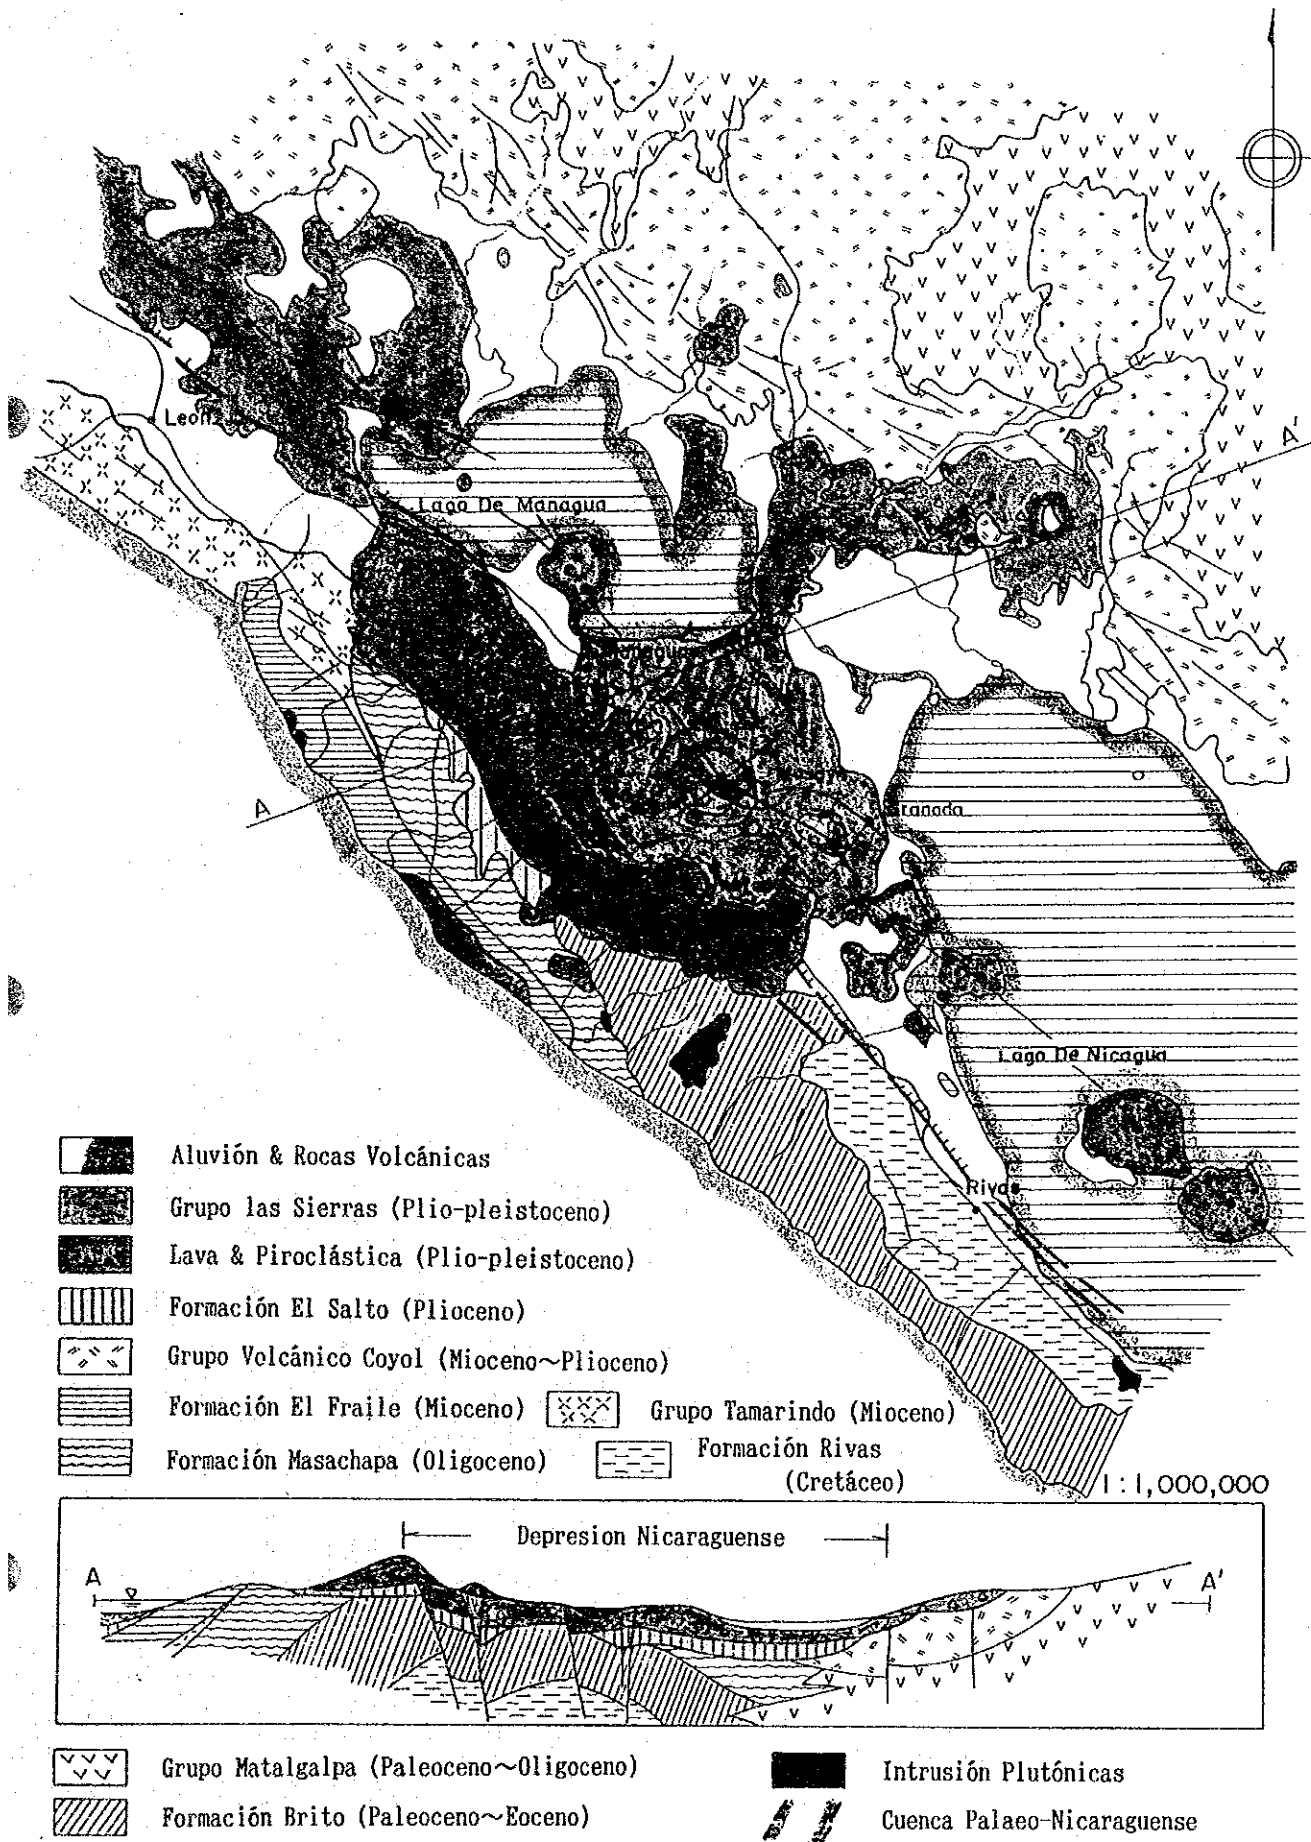 León
Lago De Managua
A'
Managua
A
Granada
Lago De Nicagua
Rivas
Aluvión & Rocas Volcánicas
Grupo las Sierras (Plio-pleistoceno)
Lava & Piroclástica (Plio-pleistoceno)
Formación El Salto (Plioceno)
Grupo Volcánico Coyol (Mioceno~Plioceno)
Formación El Fraile (Mioceno)
Grupo Tamarindo (Mioceno)
Formación Masachapa (Oligoceno)
Formación Rivas
(Cretáceo)
1:1,000,000
Depresion Nicaraguense
A
A'
Grupo Matalgalpa (Paleoceno~Oligoceno)
Intrusión Plutónicas
Formación Brito (Paleoceno~Eoceno)
Cuenca Palaeo-Nicaraguense